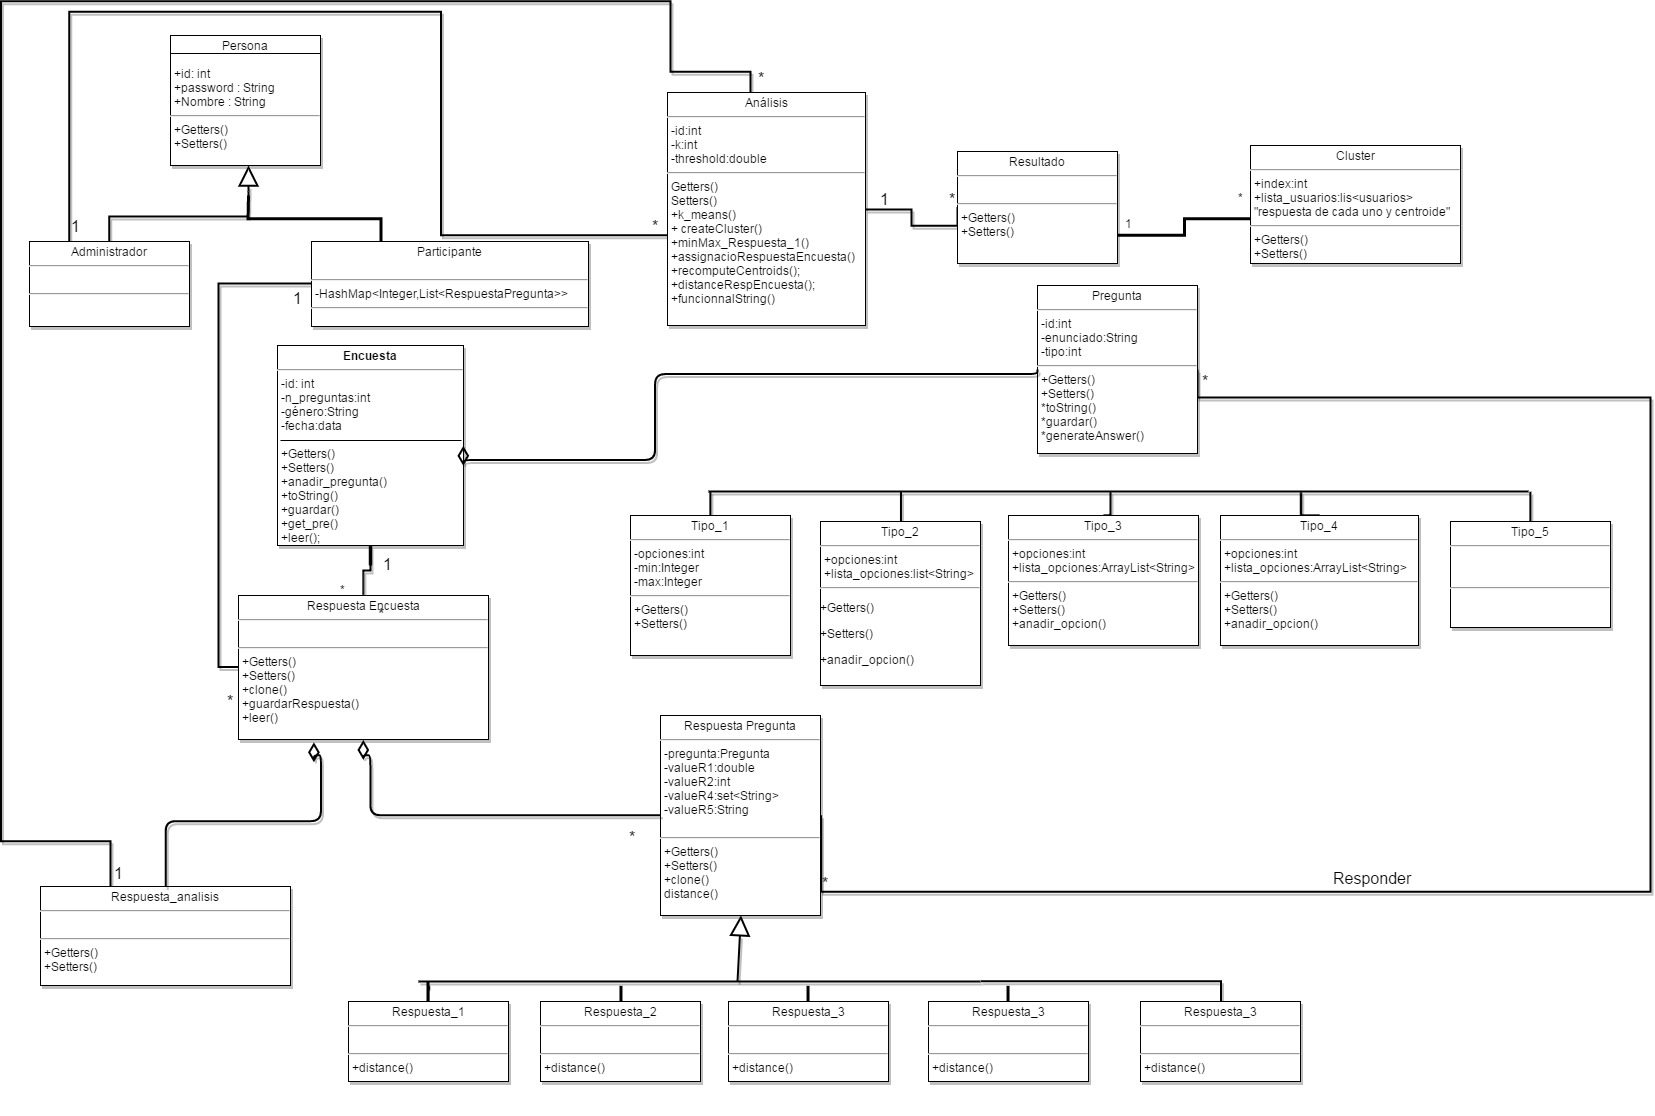 Persona
+id: int
+password : String
+Nombre : String
+Getters()
+Setters()
*
Análisis
-id:int
-k:int
-threshold:double
Getters()
Setters()
+k_means()
+ createCluster()
+minMax_Respuesta_1()
+assignacioRespuestaEncuesta()
+recomputeCentroids();
+distanceRespEncuesta();
+funcionnalString()
1
*
Resultado
+Getters()
+Setters()
1
*
Cluster
+index:int
+lista_usuarios:lis<usuarios>
"respuesta de cada uno y centroide"
+Getters()
+Setters()
1
*
Administrador
Participante
-HashMap<Integer,List<RespuestaPregunta>>
1
Pregunta
-id:int
-enunciado:String
-tipo:int
+Getters()
+Setters()
*toString()
*guardar()
*generateAnswer()
*
Encuesta
-id: int
-n_preguntas:int
-género:String
-fecha:data
+Getters()
+Setters()
+anadir_pregunta()
+toString()
+guardar()
+get_pre()
+leer();
1
*
Tipo_1
-opciones:int
-min:Integer
-max:Integer
+Getters()
+Setters()
Tipo_2
+opciones:int
+lista_opciones:list<String>
+Getters()
+Setters()
+anadir_opcion()
Tipo_3
+opciones:int
+lista_opciones:ArrayList<String>
+Getters()
+Setters()
+anadir_opcion()
Tipo_4
+opciones:int
+lista_opciones:ArrayList<String>
+Getters()
+Setters()
+anadir_opcion()
Tipo_5
Respuesta Encuesta
*
+Getters()
+Setters()
+clone()
+guardarRespuesta()
+leer()
*
Respuesta Pregunta
-pregunta:Pregunta
-valueR1:double
-valueR2:int
-valueR4:set<String>
-valueR5:String
+Getters()
+Setters()
+clone()
distance()
*
*
Responder
1
Respuesta_analisis
+Getters()
+Setters()
Respuesta_1
+distance()
Respuesta_2
+distance()
Respuesta_3
+distance()
Respuesta_3
+distance()
Respuesta_3
+distance()